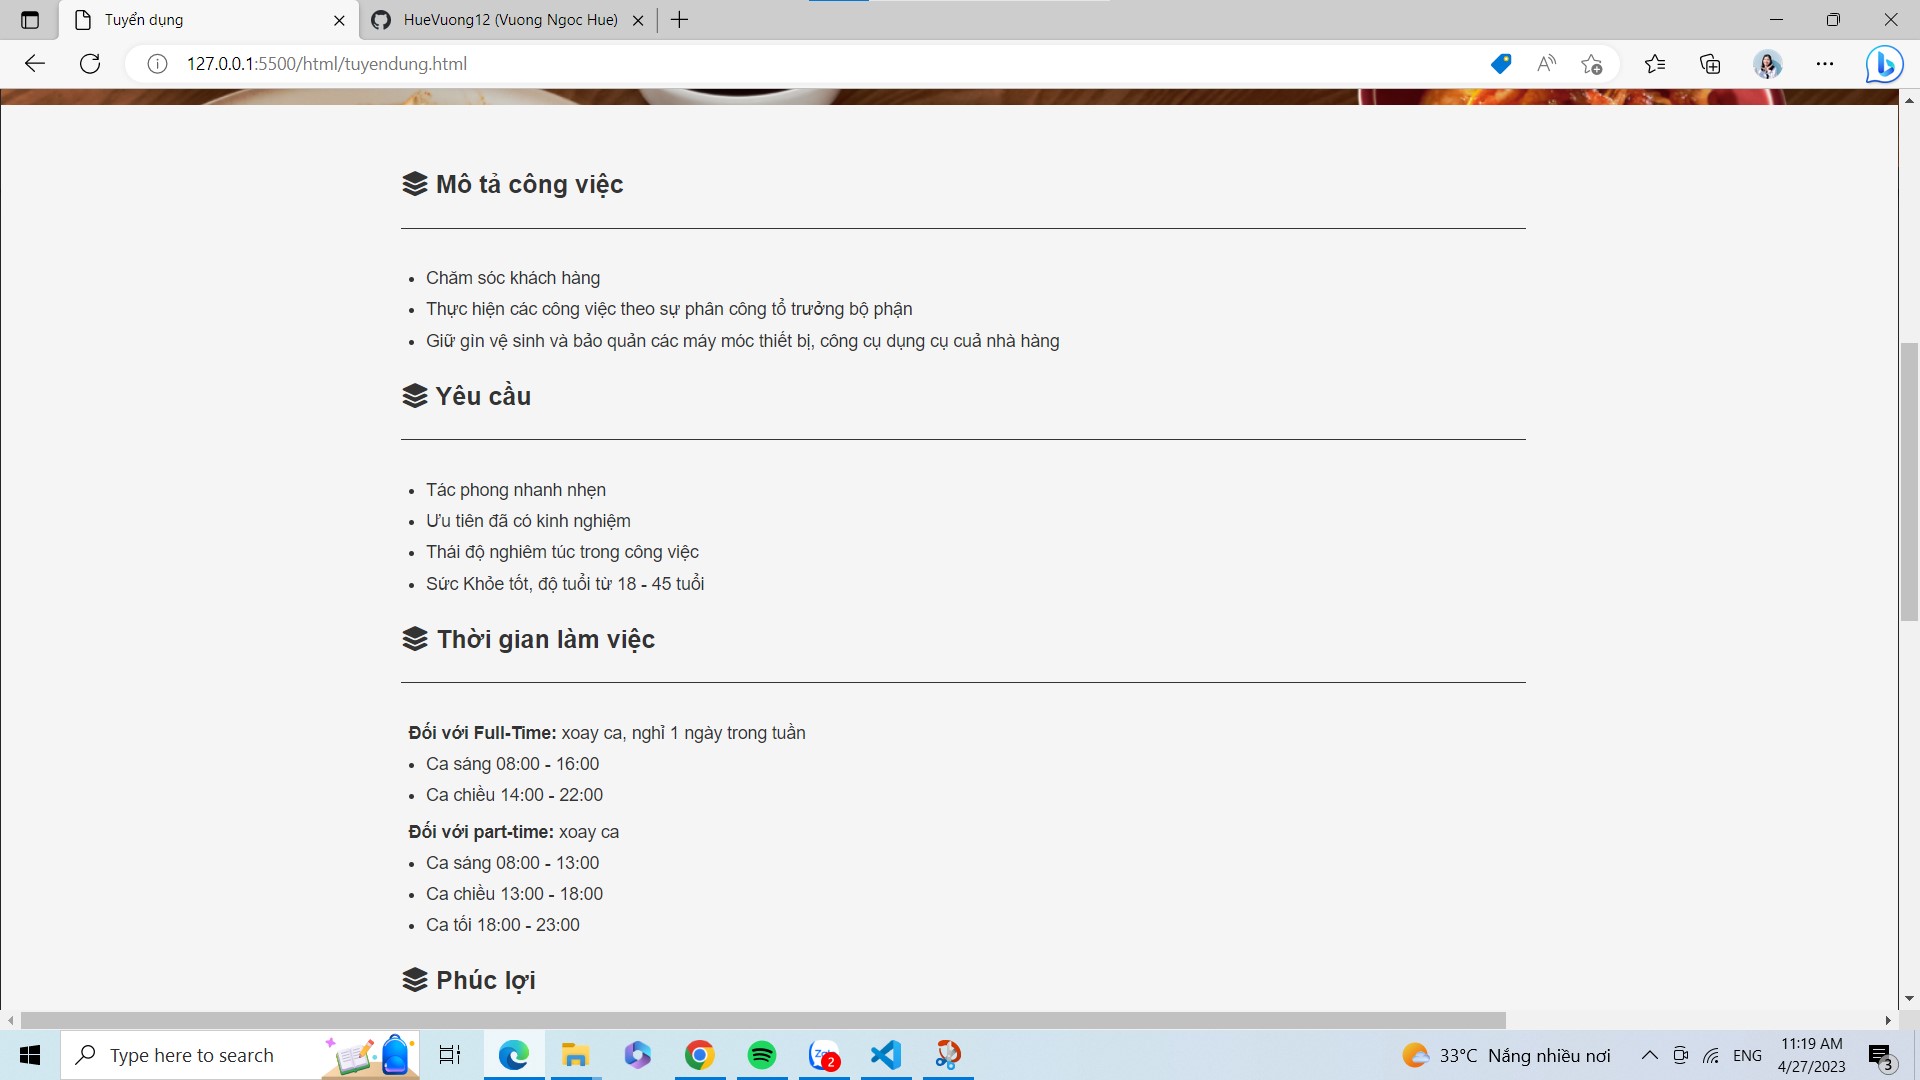 Tuyển dụng
HueVuong12 (Vuong Ngoc Hue)
127.0.0.1:5500/html/tuyendung.html
Mô tả công việc
Chăm sóc khách hàng
Thực hiện các công việc theo sự phân công tổ trưởng bộ phận
Giữ gìn vệ sinh và bảo quản các máy móc thiết bị, công cụ dụng cụ cuả nhà hàng
Yêu cầu
Tác phong nhanh nhẹn
Ưu tiên đã có kinh nghiệm
Thái độ nghiêm túc trong công việc
Sức Khỏe tốt, độ tuổi từ 18 - 45 tuổi
Thời gian làm việc
Đối với Full-Time: xoay ca, nghỉ 1 ngày trong tuần
Ca sáng 08:00 - 16:00
Ca chiều 14:00 - 22:00
Đối với part-time: xoay ca
Ca sáng 08:00 - 13:00
Ca chiều 13:00 - 18:00
Ca tối 18:00 - 23:00
Phúc lợi
Type here to search
2
33°C Nắng nhiều nơi
ENG
11:19 AM
4/27/2023
3